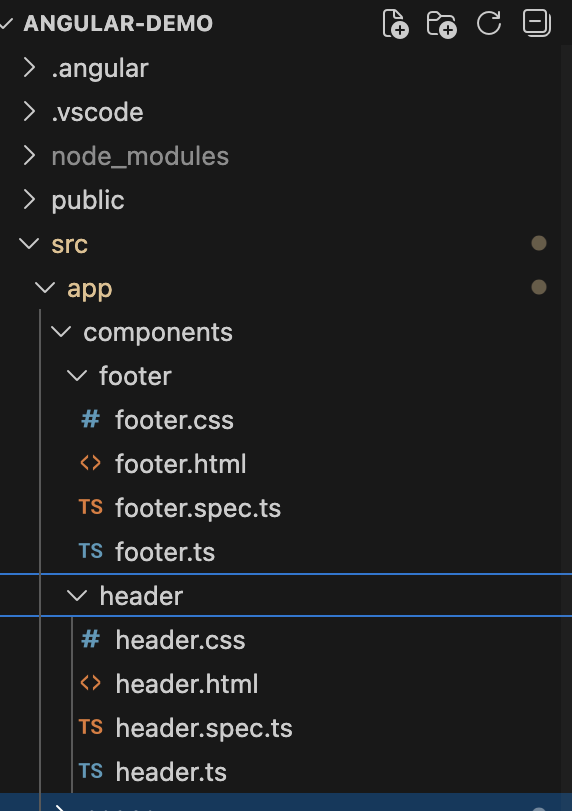 ANGULAR-DEMO
.angular
.vscode
node_modules
public
src
app
components
footer
# footer.css
<> footer.html
TS footer.spec.ts
TS footer.ts
header
# header.css
<> header.html
TS header.spec.ts
TS header.ts